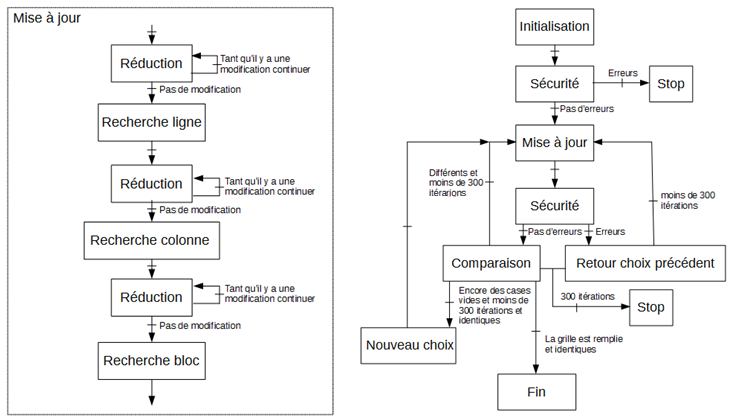 Mise à jour
Réduction
Tant qu'il y a une
modification continuer
Pas de modification
Recherche ligne
Réduction
Tant qu'il y a une
modification continuer
Pas de modification
Recherche colonne
Réduction
Tant qu'il y a une
modification continuer
Pas de modification
Recherche bloc
Initialisation
Sécurité
Erreurs
Stop
Pas d'erreurs
Mise à jour
Différents et
moins de 300
itérarions
moins de 300
itérations
Sécurité
Pas d'erreurs
Erreurs
Comparaison
Retour choix précédent
Encore des cases
vides et moins de
300 itérations et
identiques
300 itérations
Stop
Nouveau choix
La grille est remplie
et identiques
Fin